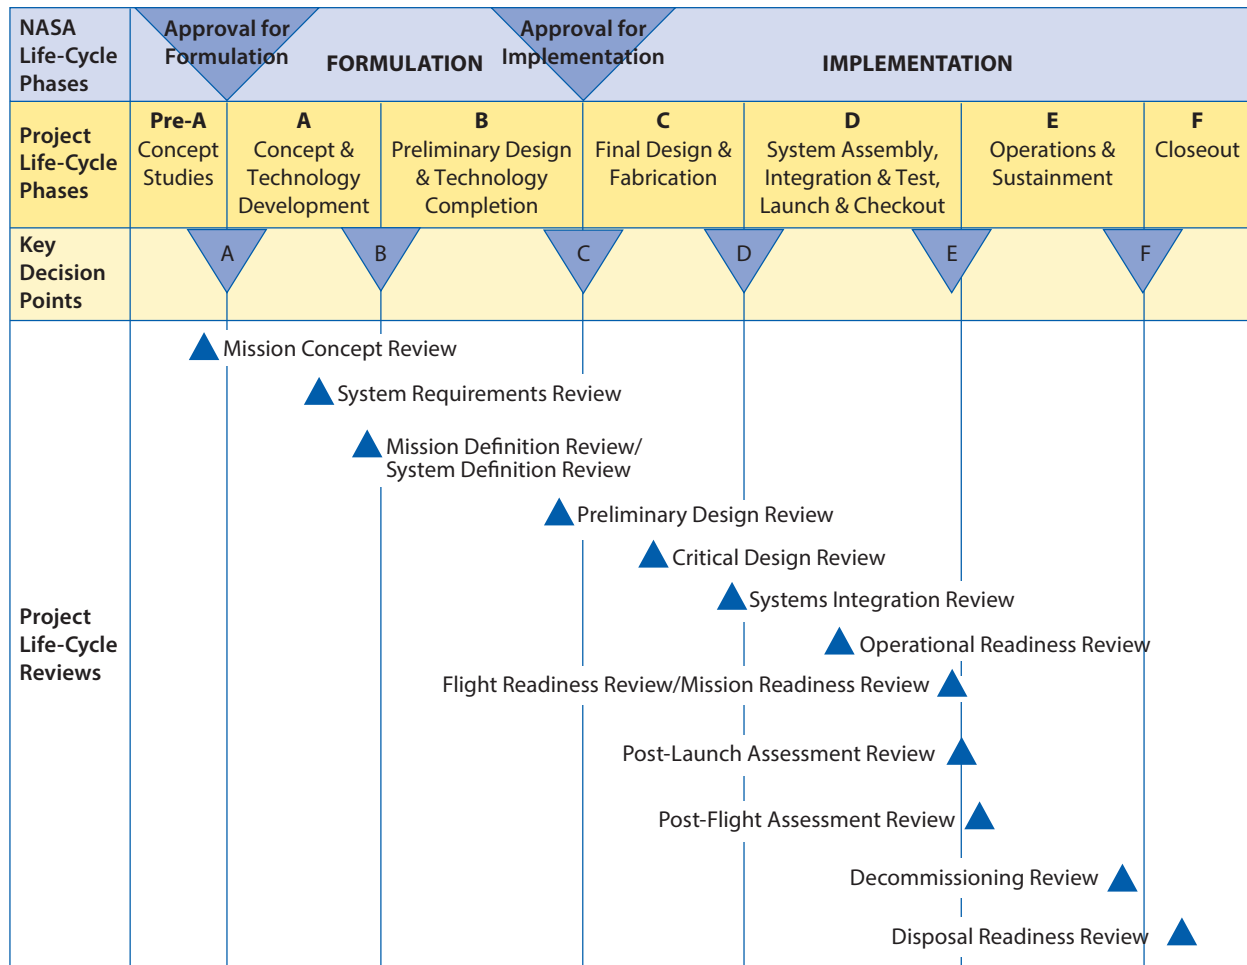 NASA
Life-Cycle
Phases
Approval for
Formulation
FORMULATION
Approval for
Implementation
IMPLEMENTATION
Project
Life-Cycle
Phases
Pre-A
Concept
Studies
A
Concept &
Technology
Development
B
Preliminary Design
& Technology
Completion
C
Final Design &
Fabrication
D
System Assembly,
Integration & Test,
Launch & Checkout
E
Operations &
Sustainment
F
Closeout
Key
Decision
Points
A
B
C
D
E
F
Project
Life-Cycle
Reviews
Mission Concept Review
System Requirements Review
Mission Definition Review/
System Definition Review
Preliminary Design Review
Critical Design Review
Systems Integration Review
Operational Readiness Review
Flight Readiness Review/Mission Readiness Review
Post-Launch Assessment Review
Post-Flight Assessment Review
Decommissioning Review
Disposal Readiness Review